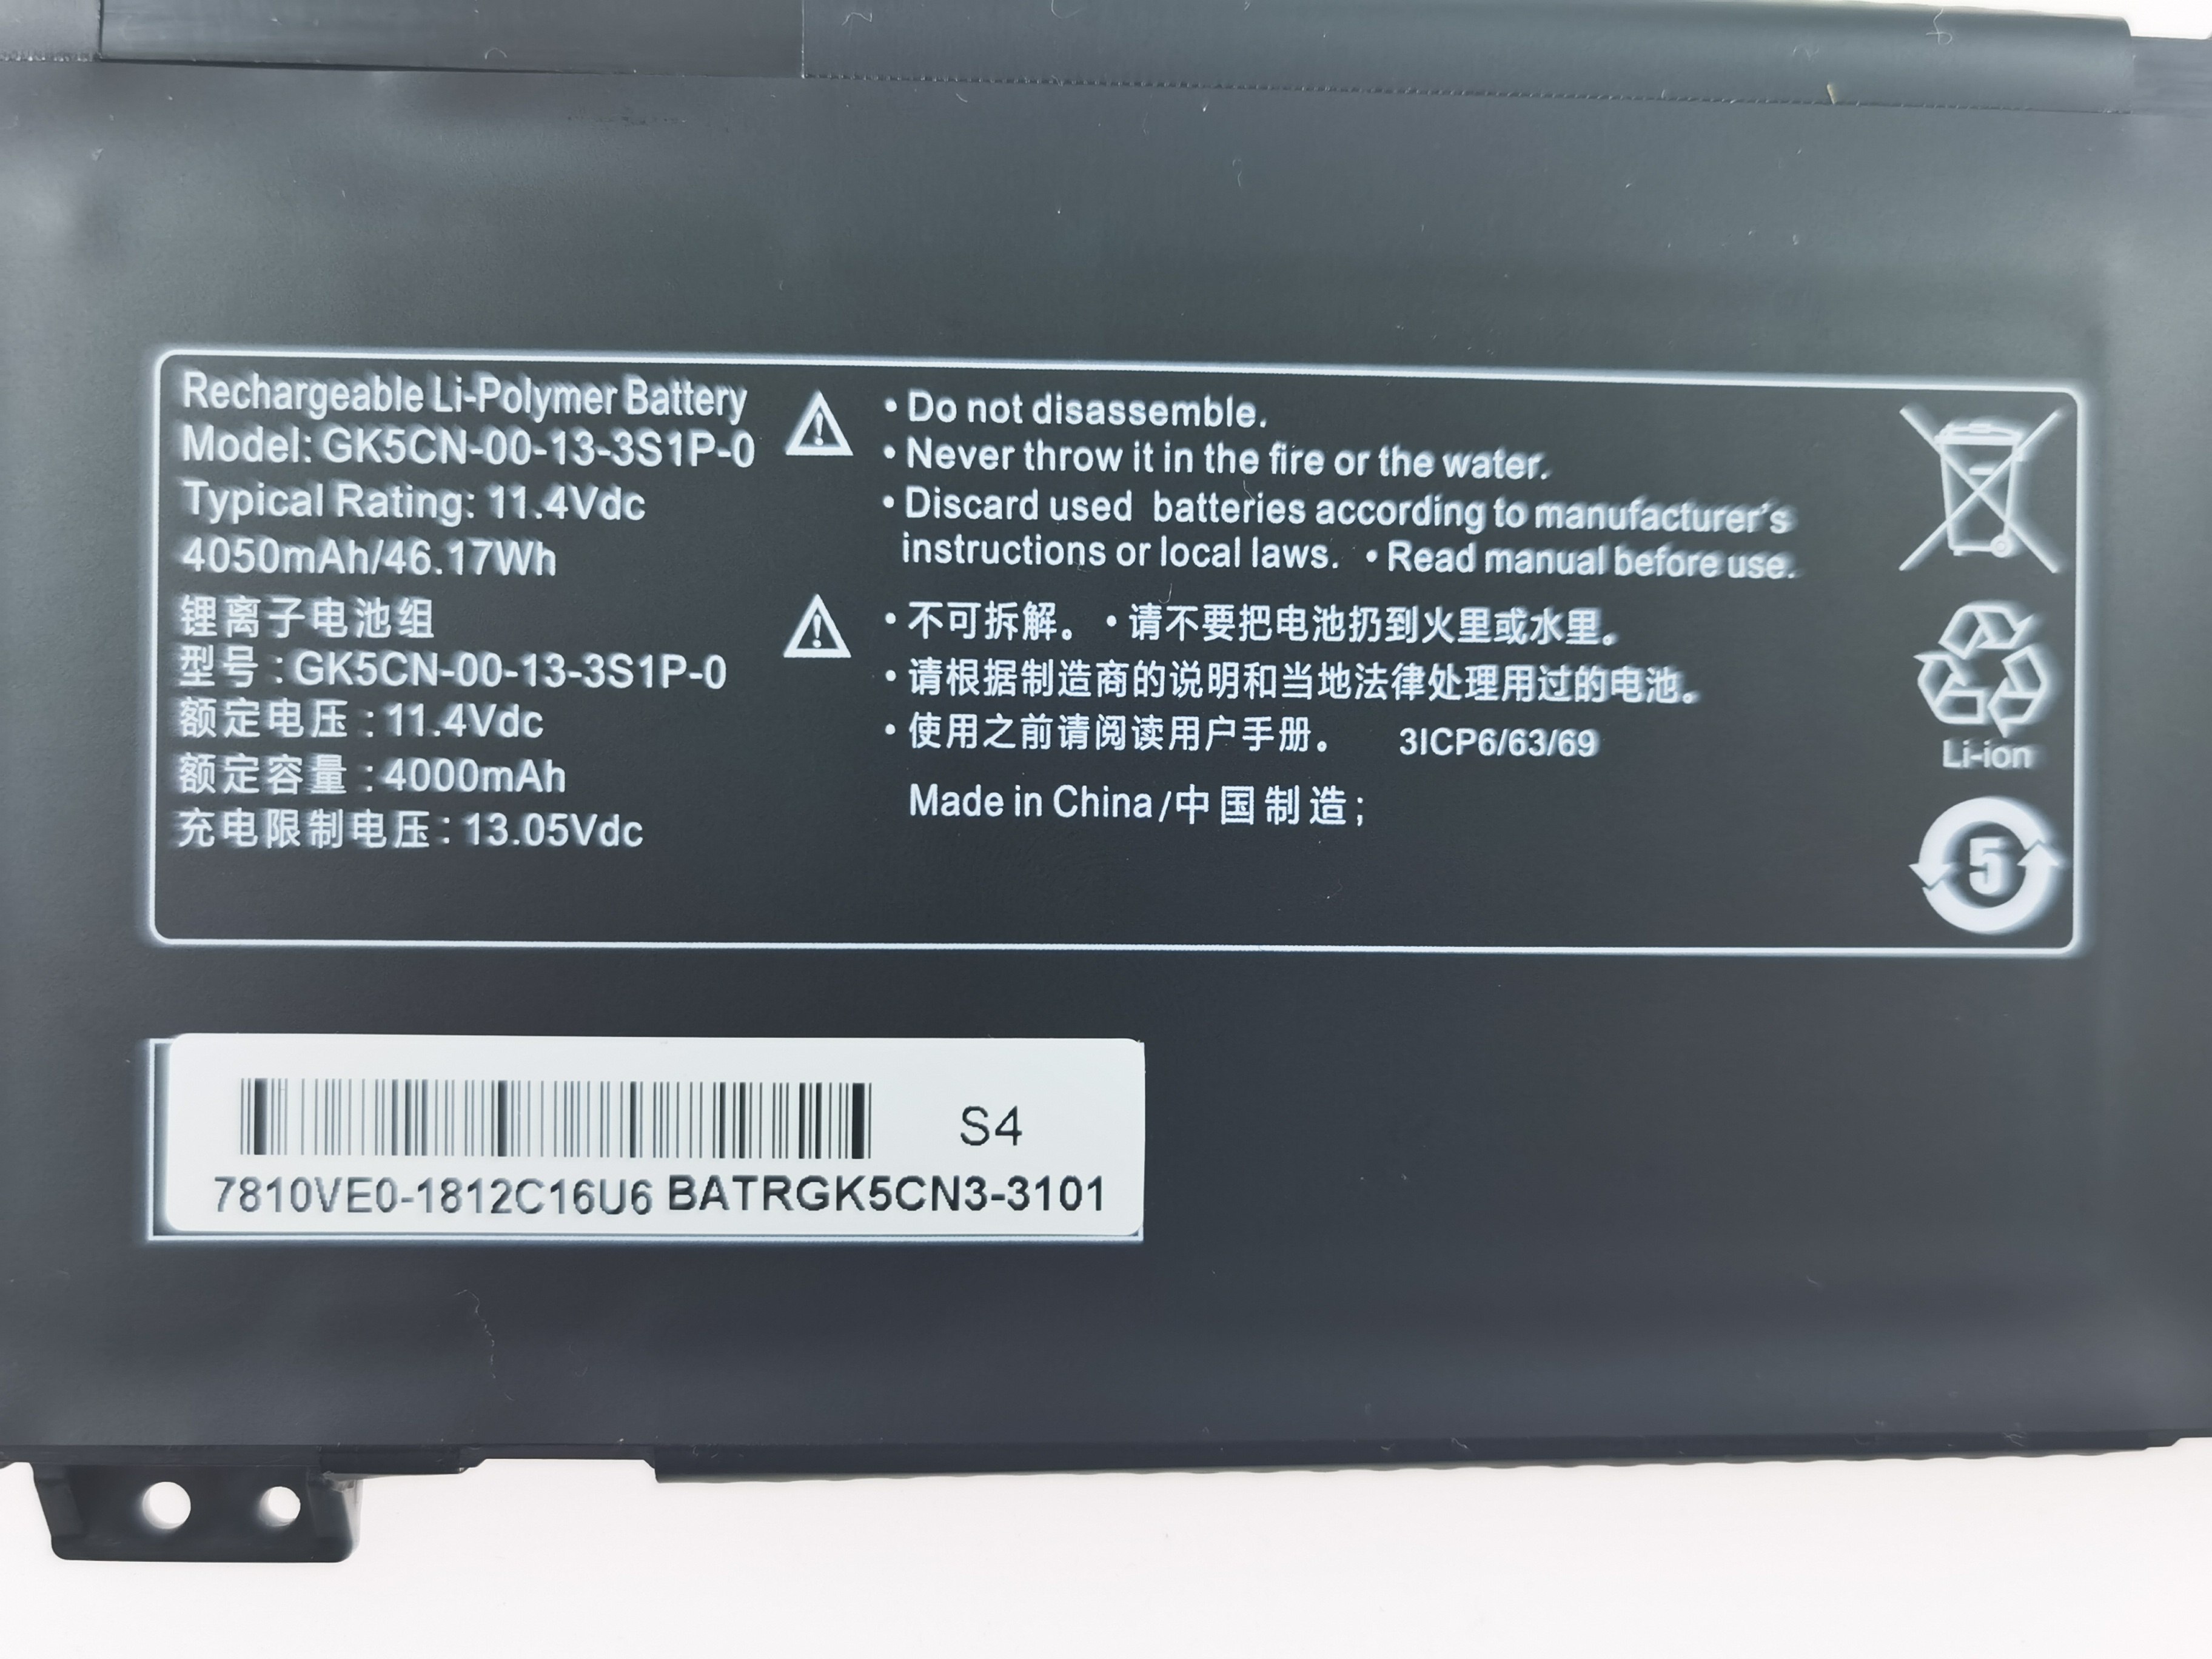 Rechargeable Li-Polymer Battery
Model: GK5CN-00-13-3S1P-0
Typical Rating: 11.4Vdc
4050mAh/46.17Wh
锂离子电池组
型号:GK5CN-00-13-3S1P-0
额定电压:11.4Vdc
额定容量:4000mAh
充电限制电压:13.05Vdc
• Do not disassemble.
• Never throw it in the fire or the water.
• Discard used batteries according to manufacturer's
instructions or local laws. • Read manual before use.
• 不可拆解。 • 请不要把电池扔到火里或水里。
• 请根据制造商的说明和当地法律处理用过的电池。
• 使用之前请阅读用户手册。 3ICP6/63/69
Made in China/中国制造;
Li-ion
5
S4
7810VE0-1812C16U6 BATRGK5CN3-3101